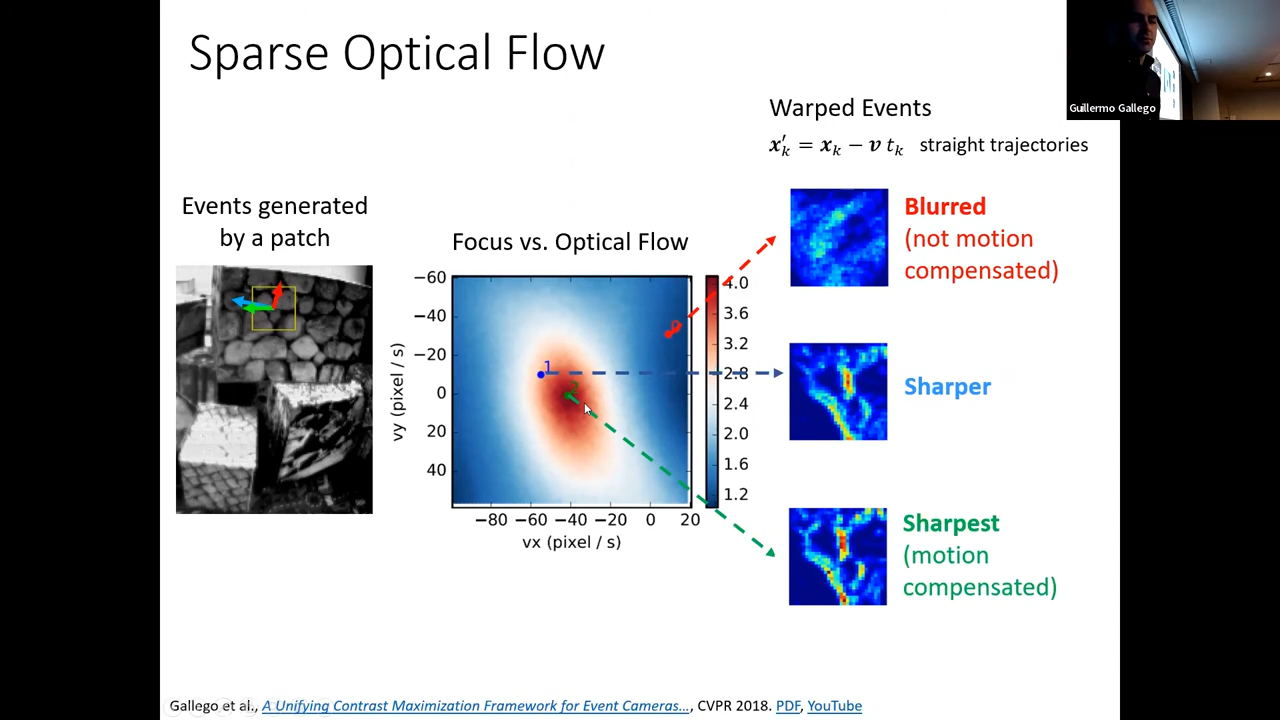 Sparse Optical Flow
Guillermo Gallego
Warped Events
𝒙′ₖ = 𝒙ₖ − 𝒗 tₖ straight trajectories
Events generated
by a patch
Focus vs. Optical Flow
−60
−40
−20
0
20
40
vy (pixel / s)
−80 −60 −40 −20 0 20
vx (pixel / s)
0
1
2
4.0
3.6
3.2
2.8
2.4
2.0
1.6
1.2
Blurred
(not motion
compensated)
Sharper
Sharpest
(motion
compensated)
Gallego et al., A Unifying Contrast Maximization Framework for Event Cameras..., CVPR 2018. PDF, YouTube